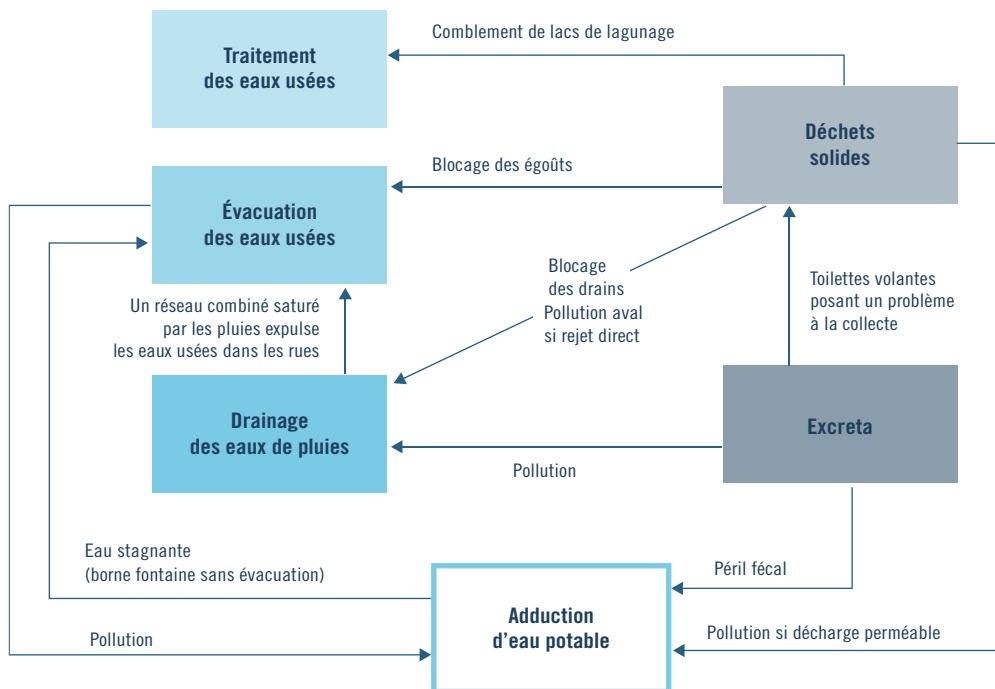 Comblement de lacs de lagunage
Traitement
des eaux usées
Déchets
solides
Blocage des égoûts
Évacuation
des eaux usées
Blocage
des drains
Pollution aval
si rejet direct
Toilettes volantes
posant un problème
à la collecte
Un réseau combiné saturé
par les pluies expulse
les eaux usées dans les rues
Drainage
des eaux de pluies
Excreta
Pollution
Eau stagnante
(borne fontaine sans évacuation)
Péril fécal
Adduction
d'eau potable
Pollution
Pollution si décharge perméable